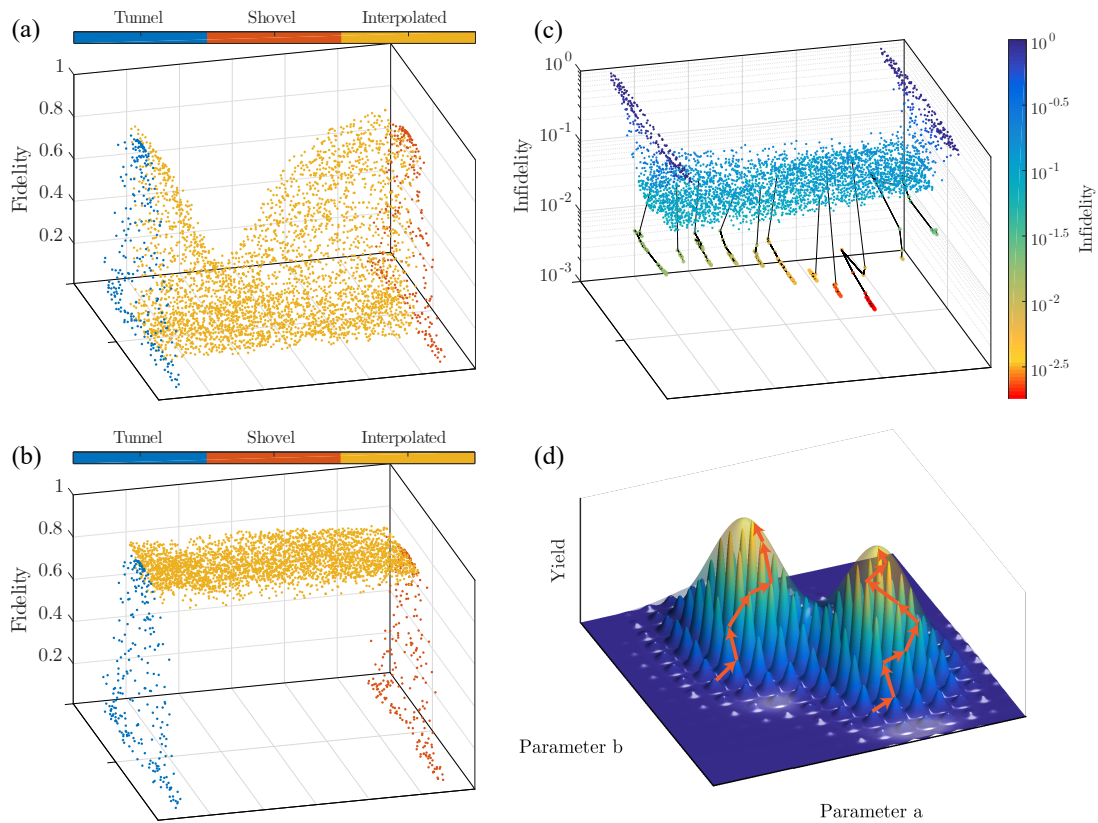 (a)
Tunnel Shovel Interpolated
1
0.8
0.6
0.4
0.2
Fidelity
(b)
Tunnel Shovel Interpolated
1
0.8
0.6
0.4
0.2
Fidelity
(c)
10^0
10^-1
10^-2
10^-3
Infidelity
10^0
10^-0.5
10^-1
10^-1.5
10^-2
10^-2.5
Infidelity
(d)
Yield
Parameter b
Parameter a